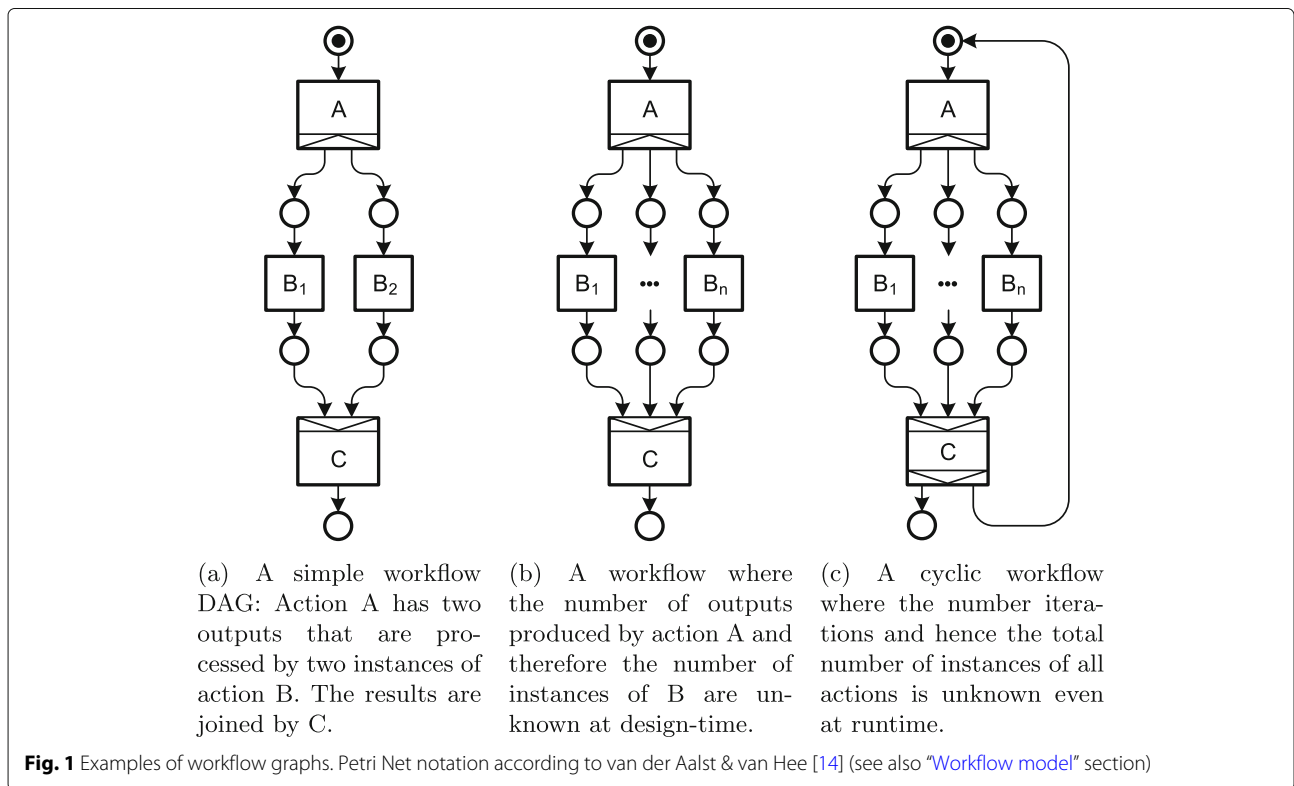 A
A
A
B1
B2
B1
•••
Bn
B1
•••
Bn
C
C
C
(a) A simple workflow
DAG: Action A has two
outputs that are pro-
cessed by two instances of
action B. The results are
joined by C.
(b) A workflow where
the number of outputs
produced by action A and
therefore the number of
instances of B are un-
known at design-time.
(c) A cyclic workflow
where the number itera-
tions and hence the total
number of instances of all
actions is unknown even
at runtime.
Fig. 1 Examples of workflow graphs. Petri Net notation according to van der Aalst & van Hee [14] (see also “Workflow model” section)